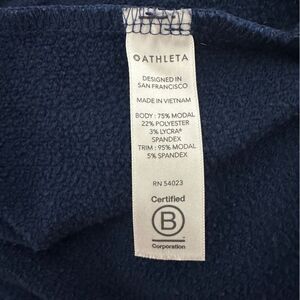 ATHLETA
DESIGNED IN
SAN FRANCISCO
MADE IN VIETNAM
BODY : 75% MODAL
22% POLYESTER
3% LYCRA®
SPANDEX
TRIM : 95% MODAL
5% SPANDEX
RN 54023
Certified
B
Corporation